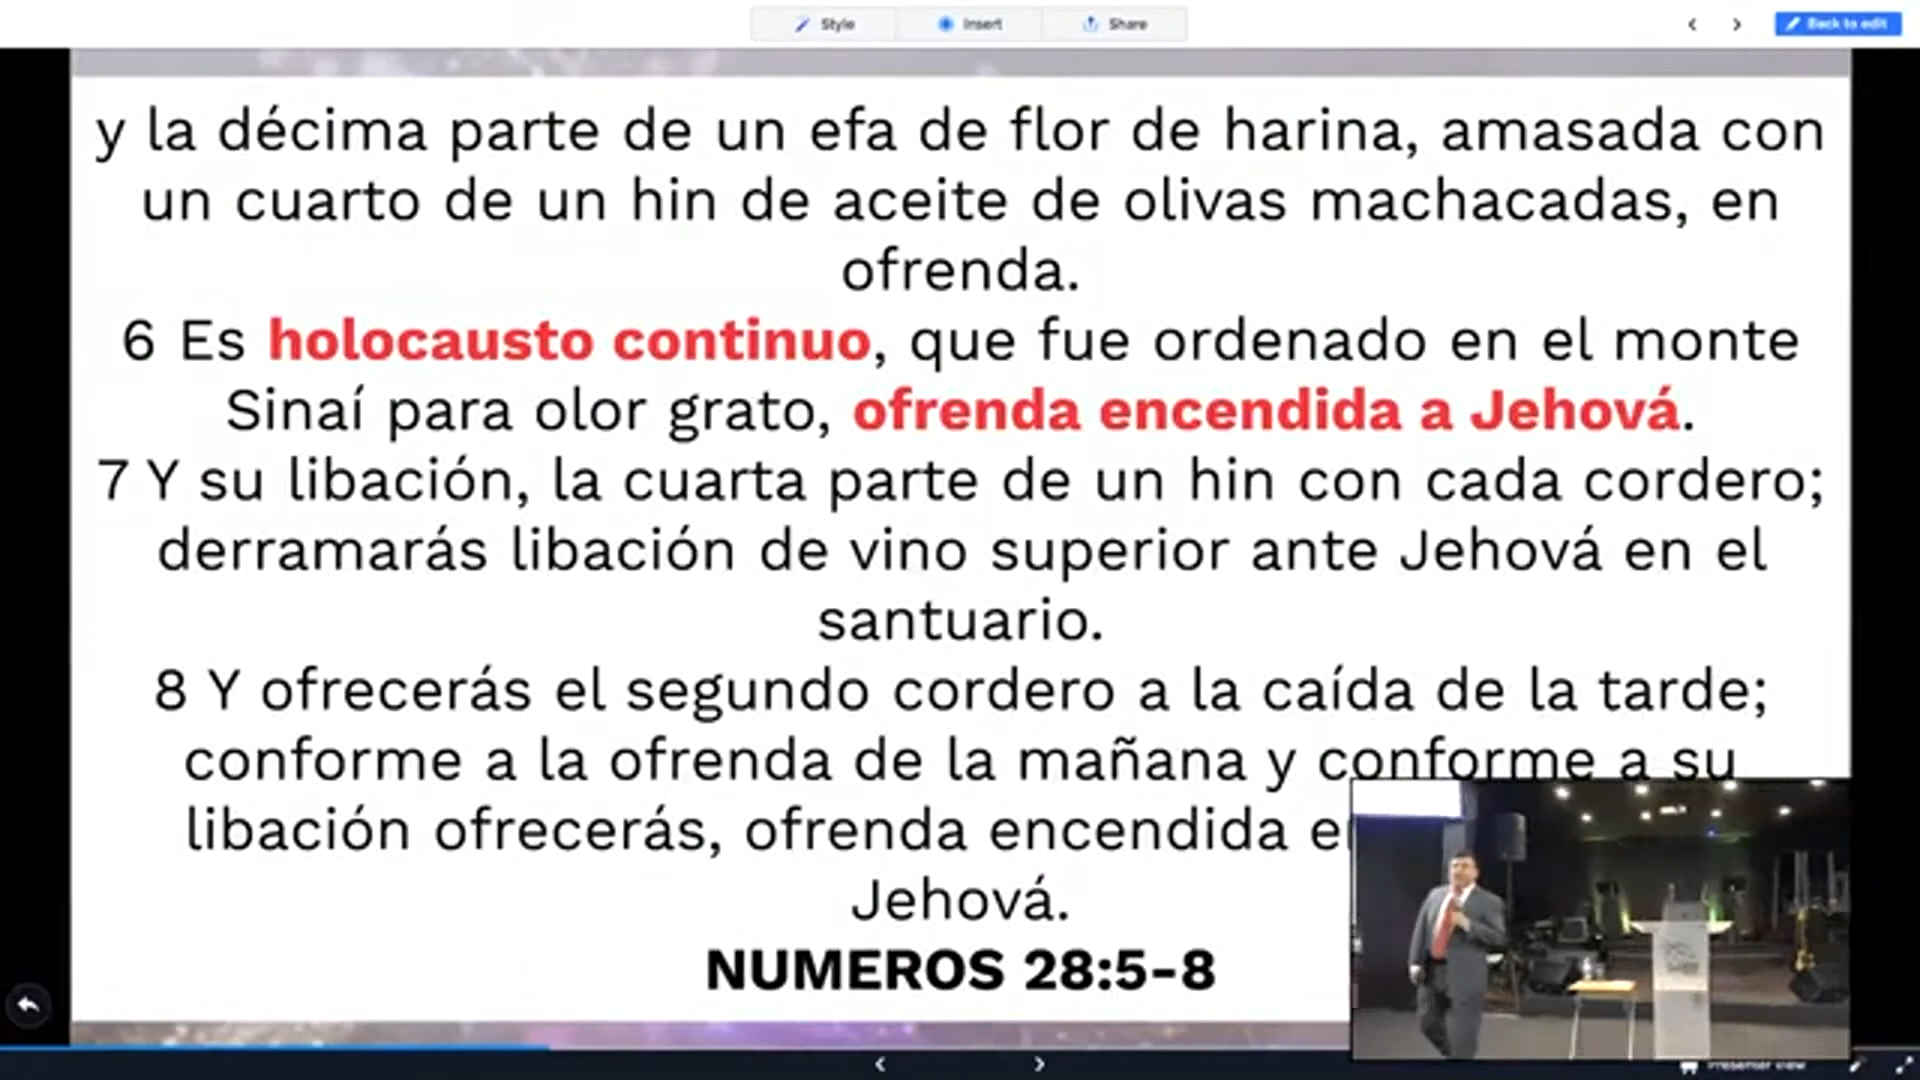 Style Insert Share Back to edit
y la décima parte de un efa de flor de harina, amasada con
un cuarto de un hin de aceite de olivas machacadas, en
ofrenda.
6 Es holocausto continuo, que fue ordenado en el monte
Sinaí para olor grato, ofrenda encendida a Jehová.
7 Y su libación, la cuarta parte de un hin con cada cordero;
derramarás libación de vino superior ante Jehová en el
santuario.
8 Y ofrecerás el segundo cordero a la caída de la tarde;
conforme a la ofrenda de la mañana y conforme a su
libación ofrecerás, ofrenda encendida
Jehová.
NUMEROS 28:5-8
Presenter view